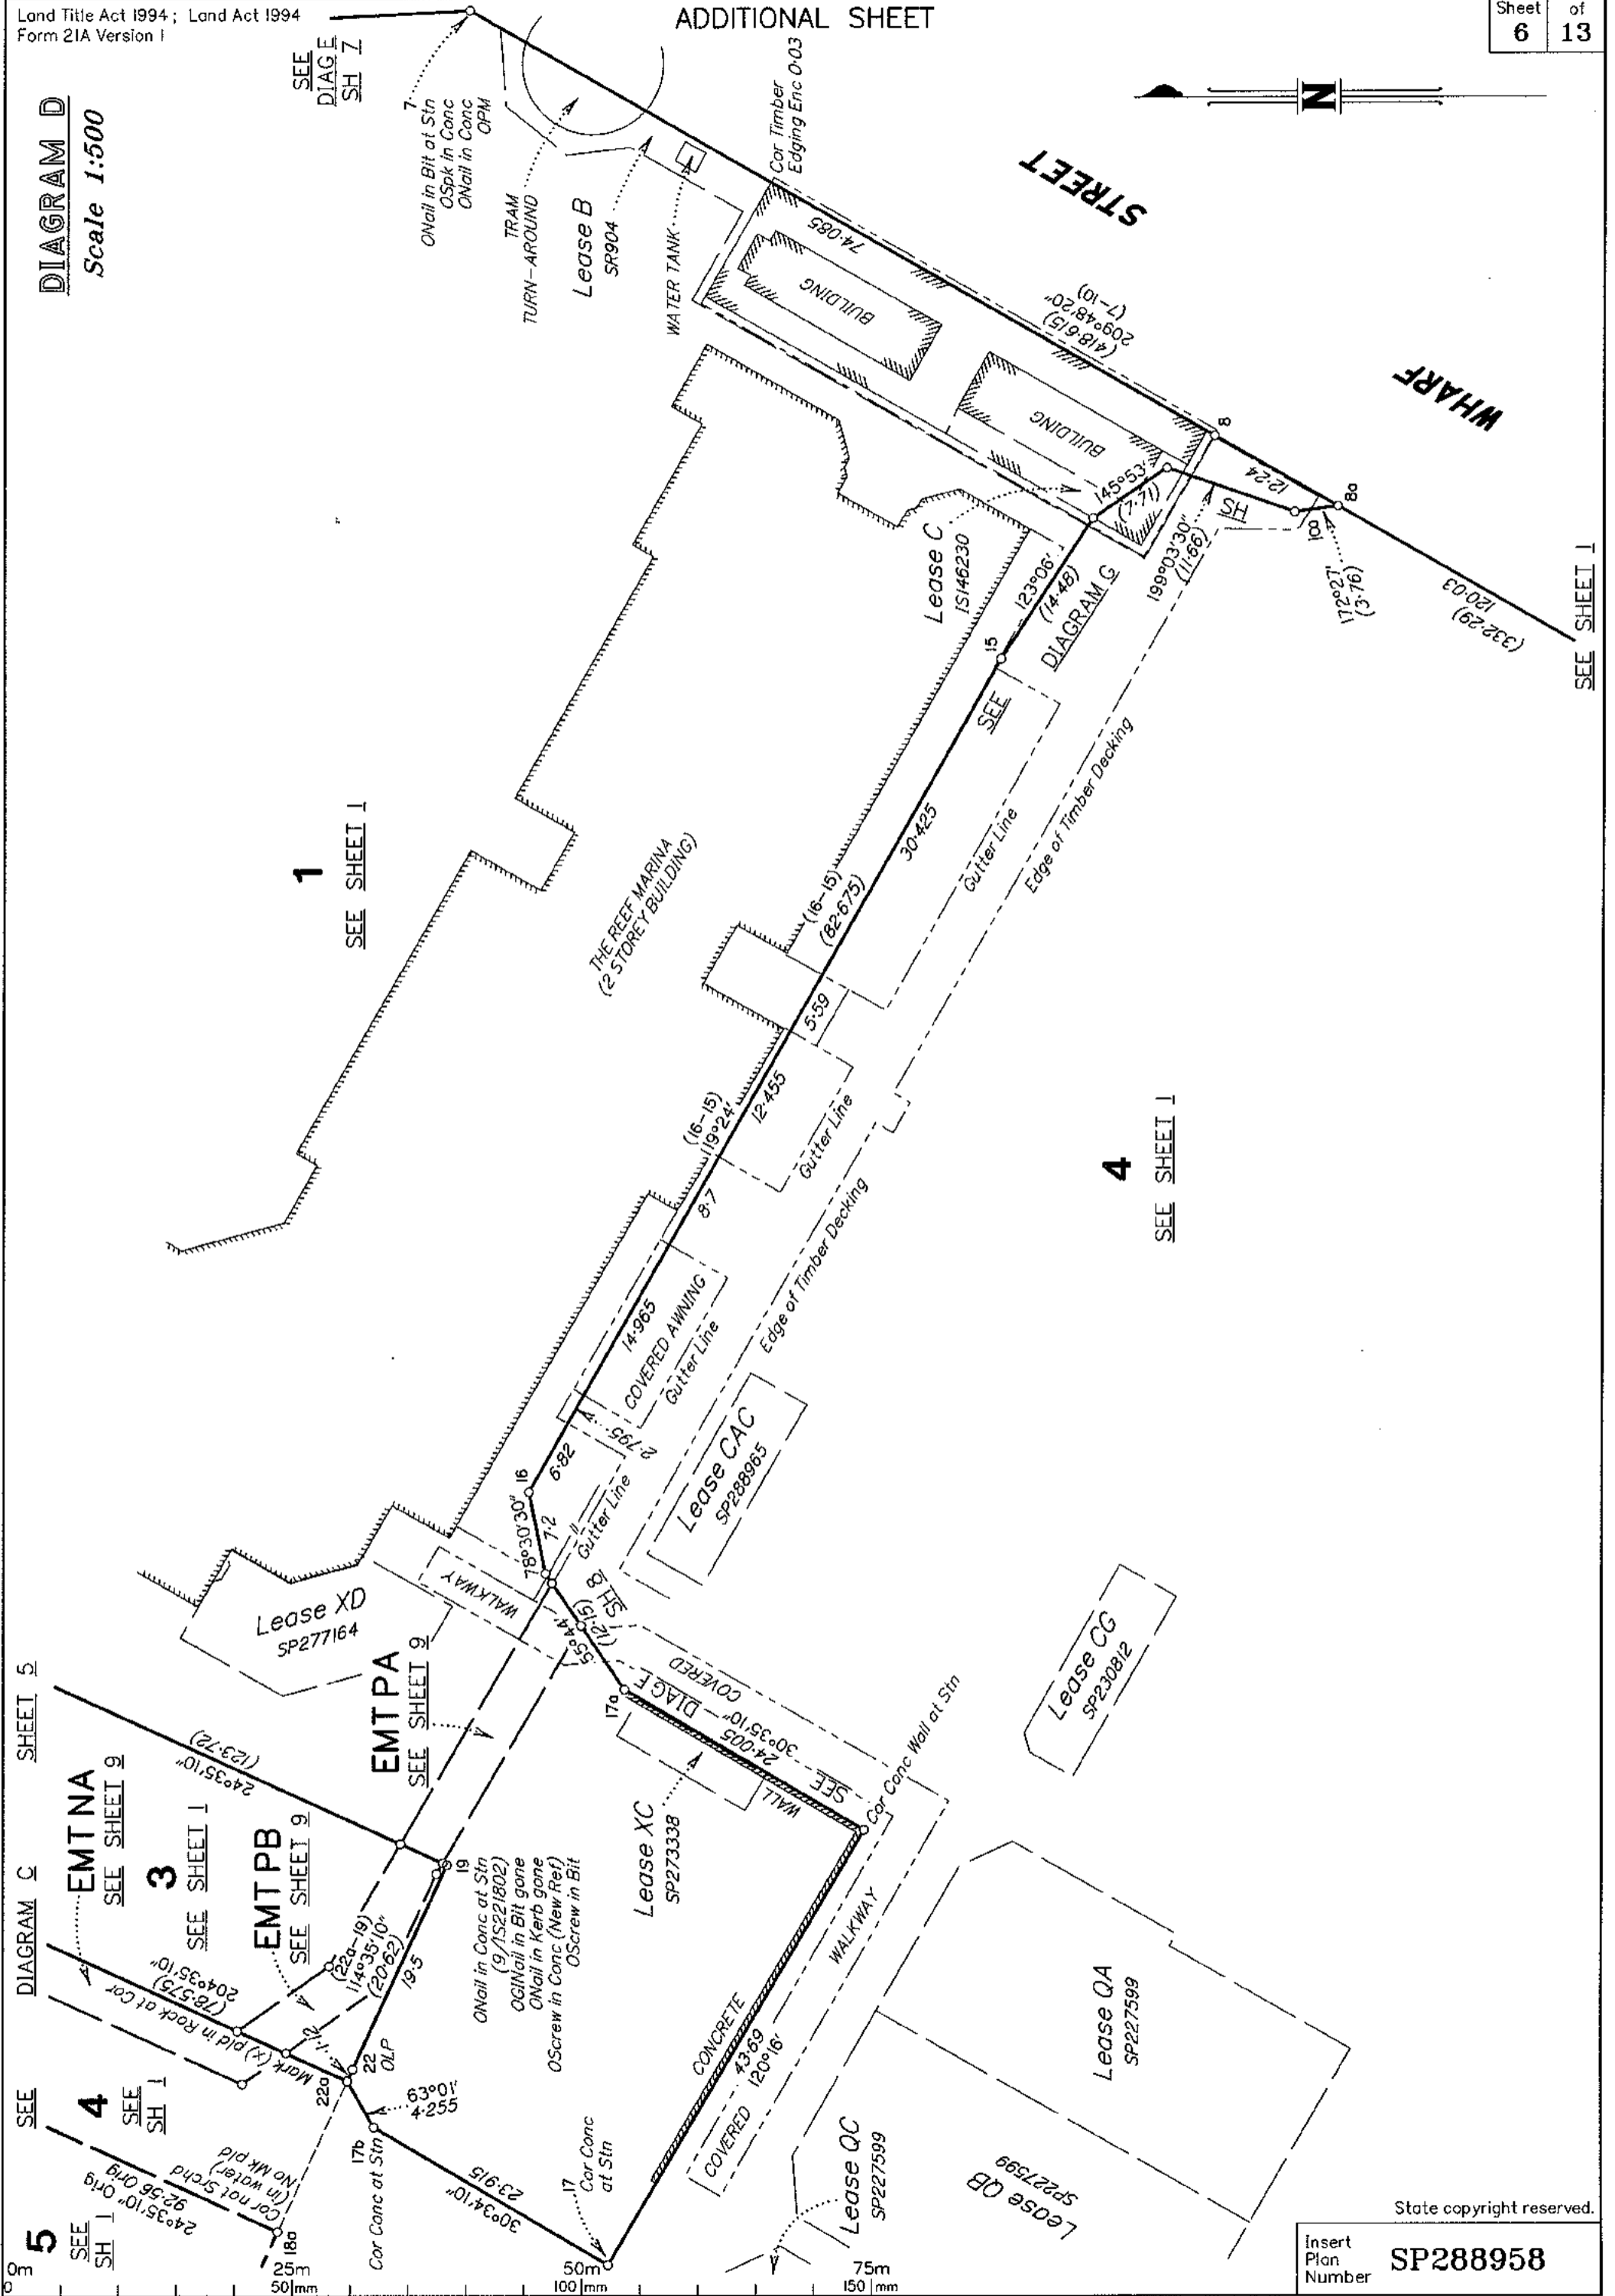 Land Title Act 1994 ; Land Act 1994
Form 21A Version 1
ADDITIONAL SHEET
Sheet of
6 13
DIAGRAM D
Scale 1:500
SEE
DIAG E
SH 7
7
ONail in Bit at Stn
OSpk in Conc
ONail in Conc
OPM
TRAM
TURN-AROUND
Lease B
SR904
WATER TANK
Cor Timber
Edging Enc 0·03
N
STREET
WHARF
BUILDING
BUILDING
74·085
(418·615)
209°48'20"
(7-10)
8
12·24
8a
100
HS
145°53'
(7·71)
199°03'30"
(11·66)
172°27'
(3·76)
120·03
(332·29)
SEE SHEET 1
Lease C
IS146230
123°06'
(14·48)
15
SEE
DIAGRAM G
1
SEE SHEET 1
THE REEF MARINA
(2 STOREY BUILDING)
30·425
(16-15)
(82·675)
Gutter Line
Edge of Timber Decking
5·59
12·455
(16-15)
119°24'
Gutter Line
8·7
Edge of Timber Decking
14·965
COVERED AWNING
Gutter Line
2·795
6·82
16
78°30'30"
7·2
Gutter Line
4
SEE SHEET 1
Lease CAC
SP288965
Lease CG
SP230812
WALKWAY
Lease XD
SP277164
55°44'
(12·15)
SH 8
DIAG F
SEE
COVERED
17a
24·005
30°35'10"
WALL
Cor Conc Wall at Stn
Lease XC
SP273338
EMT PA
SEE SHEET 9
SEE DIAGRAM C SHEET 5
24°35'10"
(123·72)
EMT NA
SEE SHEET 9
3
SEE SHEET 1
EMT PB
SEE SHEET 9
(78·575)
204°35'10"
Mark (x) pld in Rock at Cor
(22a-19)
114°35'10"
(20·62)
19·5
19
ONail in Conc at Stn
(9/IS221802)
OGINail in Bit gone
ONail in Kerb gone
OScrew in Conc (New Ref)
OScrew in Bit
1·12
22
OLP
22a
63°01'
4·255
4
SEE
SH 1
5
SEE
SH 1
24°35'10" Orig
92·56 Orig
Cor not Srchd
(in water)
No Mk pld
18a
17b
Cor Conc at Stn
23·915
30°34'10"
17
Cor Conc
at Stn
CONCRETE
43·69
120°16'
COVERED
WALKWAY
Lease QA
SP227599
Lease QB
SP227599
Lease QC
SP227599
0m 25m 50m 75m
0 50 mm 100 mm 150 mm
State copyright reserved.
Insert
Plan
Number
SP288958